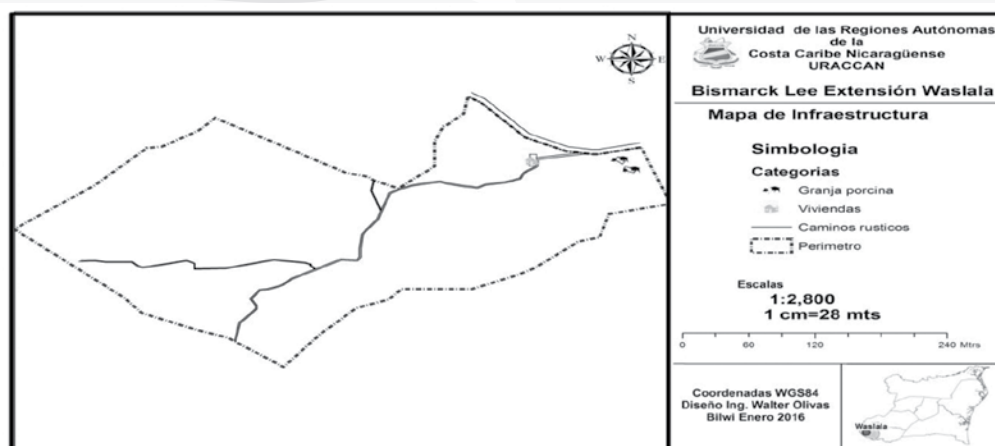 N
W E
S
Universidad de las Regiones Autónomas
de la
Costa Caribe Nicaragüense
URACCAN
Bismarck Lee Extensión Waslala
Mapa de Infraestructura
Simbologia
Categorias
Granja porcina
Viviendas
Caminos rusticos
Perimetro
Escalas
1:2,800
1 cm=28 mts
0 60 120 240 Mtrs
Coordenadas WGS84
Diseño Ing. Walter Olivas
Bilwi Enero 2016
Waslala